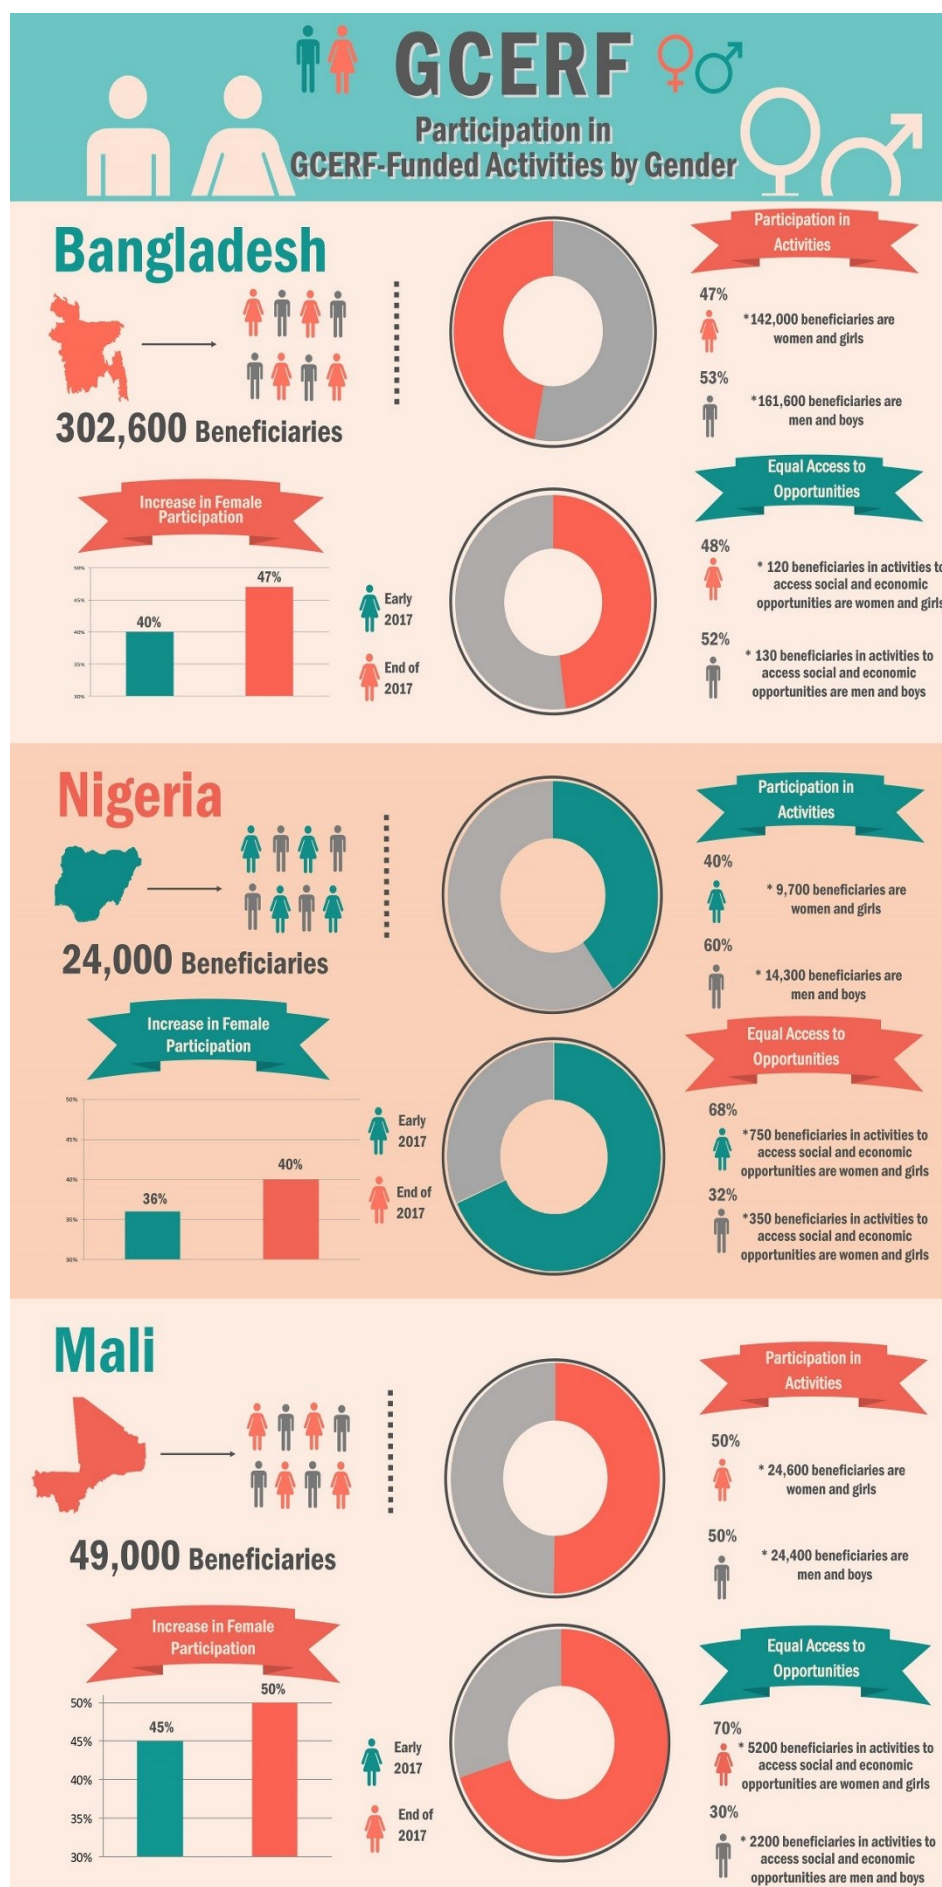 GCERF
Participation in
GCERF-Funded Activities by Gender
Bangladesh
302,600 Beneficiaries
Participation in
Activities
47%
*142,000 beneficiaries are
women and girls
53%
*161,600 beneficiaries are
men and boys
Increase in Female
Participation
50%
45%
40%
35%
30%
40%
47%
Early
2017
End of
2017
Equal Access to
Opportunities
48%
* 120 beneficiaries in activities to
access social and economic
opportunities are women and girls
52%
* 130 beneficiaries in activities to
access social and economic
opportunities are men and boys
Nigeria
24,000 Beneficiaries
Participation in
Activities
40%
* 9,700 beneficiaries are
women and girls
60%
* 14,300 beneficiaries are
men and boys
Increase in Female
Participation
50%
45%
40%
35%
30%
36%
40%
Early
2017
End of
2017
Equal Access to
Opportunities
68%
*750 beneficiaries in activities to
access social and economic
opportunities are women and girls
32%
*350 beneficiaries in activities to
access social and economic
opportunities are women and girls
Mali
49,000 Beneficiaries
Participation in
Activities
50%
* 24,600 beneficiaries are
women and girls
50%
* 24,400 beneficiaries are
men and boys
Increase in Female
Participation
50%
45%
40%
35%
30%
45%
50%
Early
2017
End of
2017
Equal Access to
Opportunities
70%
* 5200 beneficiaries in activities to
access social and economic
opportunities are women and girls
30%
* 2200 beneficiaries in activities to
access social and economic
opportunities are men and boys